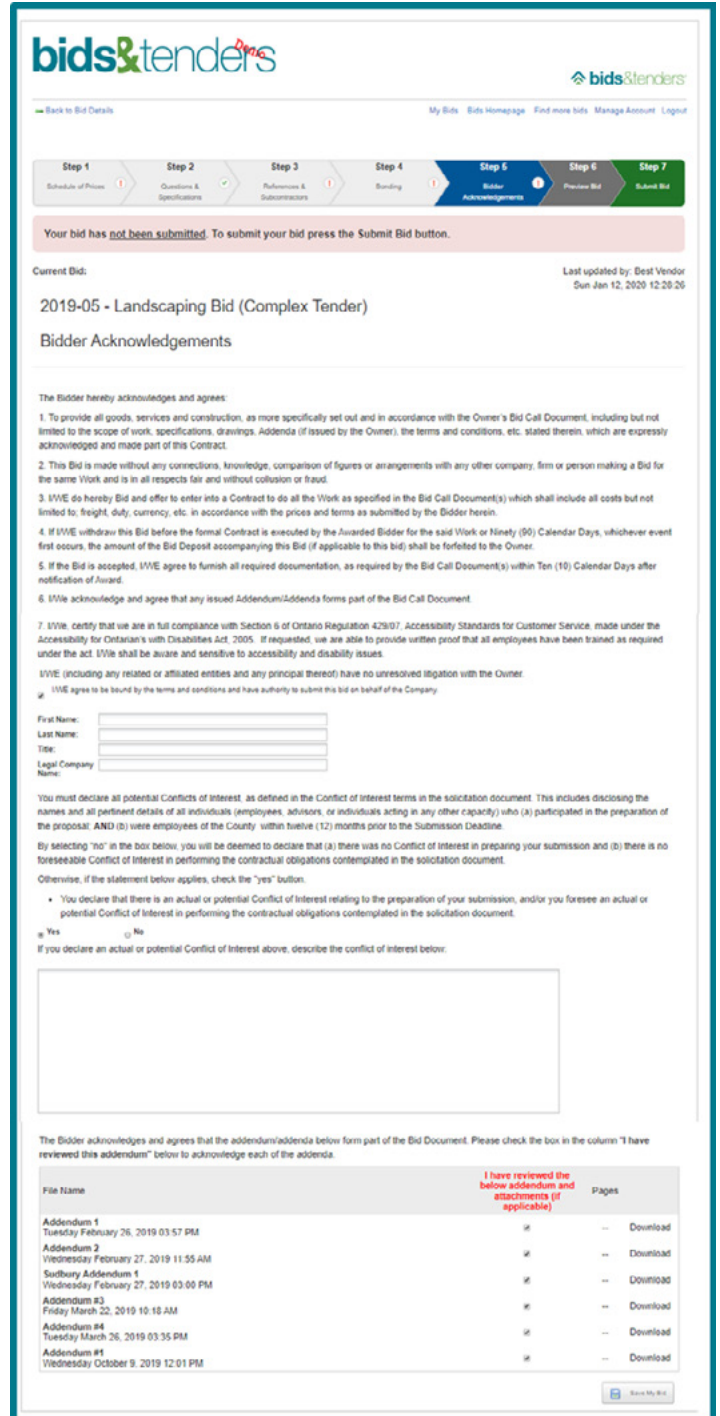 bids&tenders
Demo
bids&tenders
Back to Bid Details
My Bids Bids Homepage Find more bids Manage Account Logout
Step 1 Step 2 Step 3 Step 4 Step 5 Step 6 Step 7
Schedule of Prices Questions & Specifications References & Subcontractors Bonding Bidder Acknowledgements Preview Bid Submit Bid
Your bid has not been submitted. To submit your bid press the Submit Bid button.
Current Bid:
Last updated by: Best Vendor
Sun Jan 12, 2020 12:28:26
2019-05 - Landscaping Bid (Complex Tender)
Bidder Acknowledgements
The Bidder hereby acknowledges and agrees:
1. To provide all goods, services and construction, as more specifically set out and in accordance with the Owner's Bid Call Document, including but not
limited to the scope of work, specifications, drawings, Addenda (if issued by the Owner), the terms and conditions, etc. stated therein, which are expressly
acknowledged and made part of this Contract.
2. This Bid is made without any connections, knowledge, comparison of figures or arrangements with any other company, firm or person making a Bid for
the same Work and is in all respects fair and without collusion or fraud.
3. I/WE do hereby Bid and offer to enter into a Contract to do all the Work as specified in the Bid Call Document(s) which shall include all costs but not
limited to; freight, duty, currency, etc. in accordance with the prices and terms as submitted by the Bidder herein.
4. If I/WE withdraw this Bid before the formal Contract is executed by the Awarded Bidder for the said Work or Ninety (90) Calendar Days, whichever event
first occurs, the amount of the Bid Deposit accompanying this Bid (if applicable to this bid) shall be forfeited to the Owner.
5. If the Bid is accepted, I/WE agree to furnish all required documentation, as required by the Bid Call Document(s) within Ten (10) Calendar Days after
notification of Award.
6. I/We acknowledge and agree that any issued Addendum/Addenda forms part of the Bid Call Document.
7. I/We, certify that we are in full compliance with Section 6 of Ontario Regulation 429/07, Accessibility Standards for Customer Service, made under the
Accessibility for Ontarian's with Disabilities Act, 2005. If requested, we are able to provide written proof that all employees have been trained as required
under the act. I/We shall be aware and sensitive to accessibility and disability issues.
I/WE (including any related or affiliated entities and any principal thereof) have no unresolved litigation with the Owner.
I/WE agree to be bound by the terms and conditions and have authority to submit this bid on behalf of the Company.
First Name:
Last Name:
Title:
Legal Company
Name:
You must declare all potential Conflicts of Interest, as defined in the Conflict of Interest terms in the solicitation document. This includes disclosing the
names and all pertinent details of all individuals (employees, advisors, or individuals acting in any other capacity) who (a) participated in the preparation of
the proposal; AND (b) were employees of the County within twelve (12) months prior to the Submission Deadline.
By selecting "no" in the box below, you will be deemed to declare that (a) there was no Conflict of Interest in preparing your submission and (b) there is no
foreseeable Conflict of Interest in performing the contractual obligations contemplated in the solicitation document.
Otherwise, if the statement below applies, check the "yes" button.
• You declare that there is an actual or potential Conflict of Interest relating to the preparation of your submission, and/or you foresee an actual or
potential Conflict of Interest in performing the contractual obligations contemplated in the solicitation document.
Yes No
If you declare an actual or potential Conflict of Interest above, describe the conflict of interest below:
The Bidder acknowledges and agrees that the addendum/addenda below form part of the Bid Document. Please check the box in the column "I have
reviewed this addendum" below to acknowledge each of the addenda.
File Name
I have reviewed the
below addendum and
attachments (if
applicable)
Pages
Addendum 1
Tuesday February 26, 2019 03:57 PM
-- Download
Addendum 2
Wednesday February 27, 2019 11:55 AM
-- Download
Sudbury Addendum 1
Wednesday February 27, 2019 03:00 PM
-- Download
Addendum #3
Friday March 22, 2019 10:18 AM
-- Download
Addendum #4
Tuesday March 26, 2019 03:35 PM
-- Download
Addendum #1
Wednesday October 9, 2019 12:01 PM
-- Download
Save My Bid